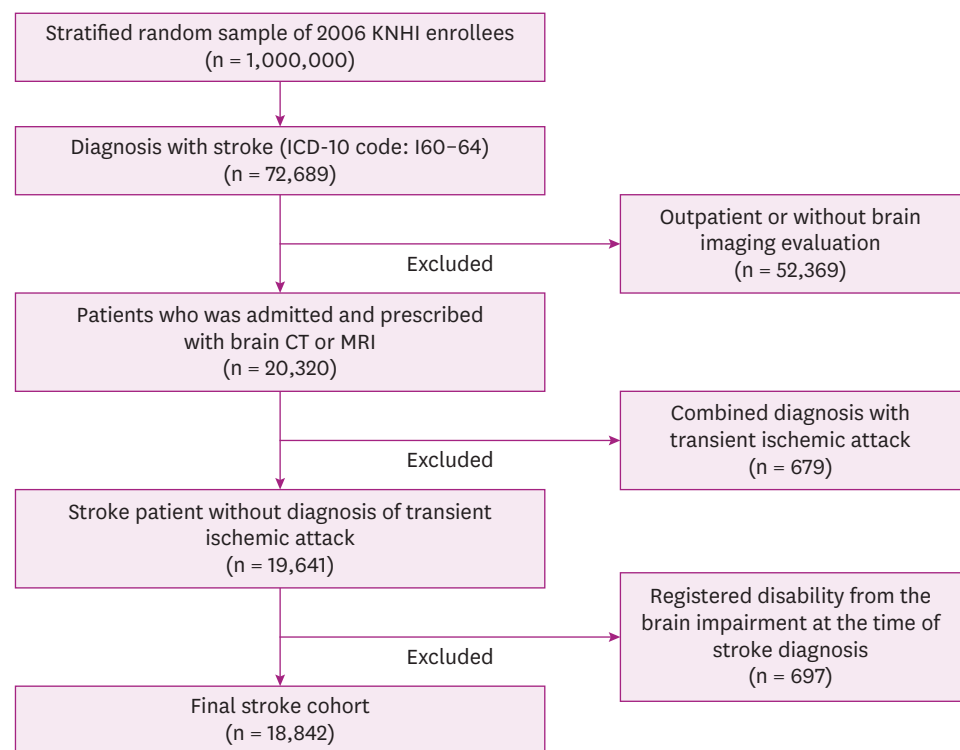 Stratified random sample of 2006 KNHI enrollees
(n = 1,000,000)
Diagnosis with stroke (ICD-10 code: I60–64)
(n = 72,689)
Outpatient or without brain
imaging evaluation
(n = 52,369)
Excluded
Patients who was admitted and prescribed
with brain CT or MRI
(n = 20,320)
Combined diagnosis with
transient ischemic attack
(n = 679)
Excluded
Stroke patient without diagnosis of transient
ischemic attack
(n = 19,641)
Registered disability from the
brain impairment at the time of
stroke diagnosis
(n = 697)
Excluded
Final stroke cohort
(n = 18,842)